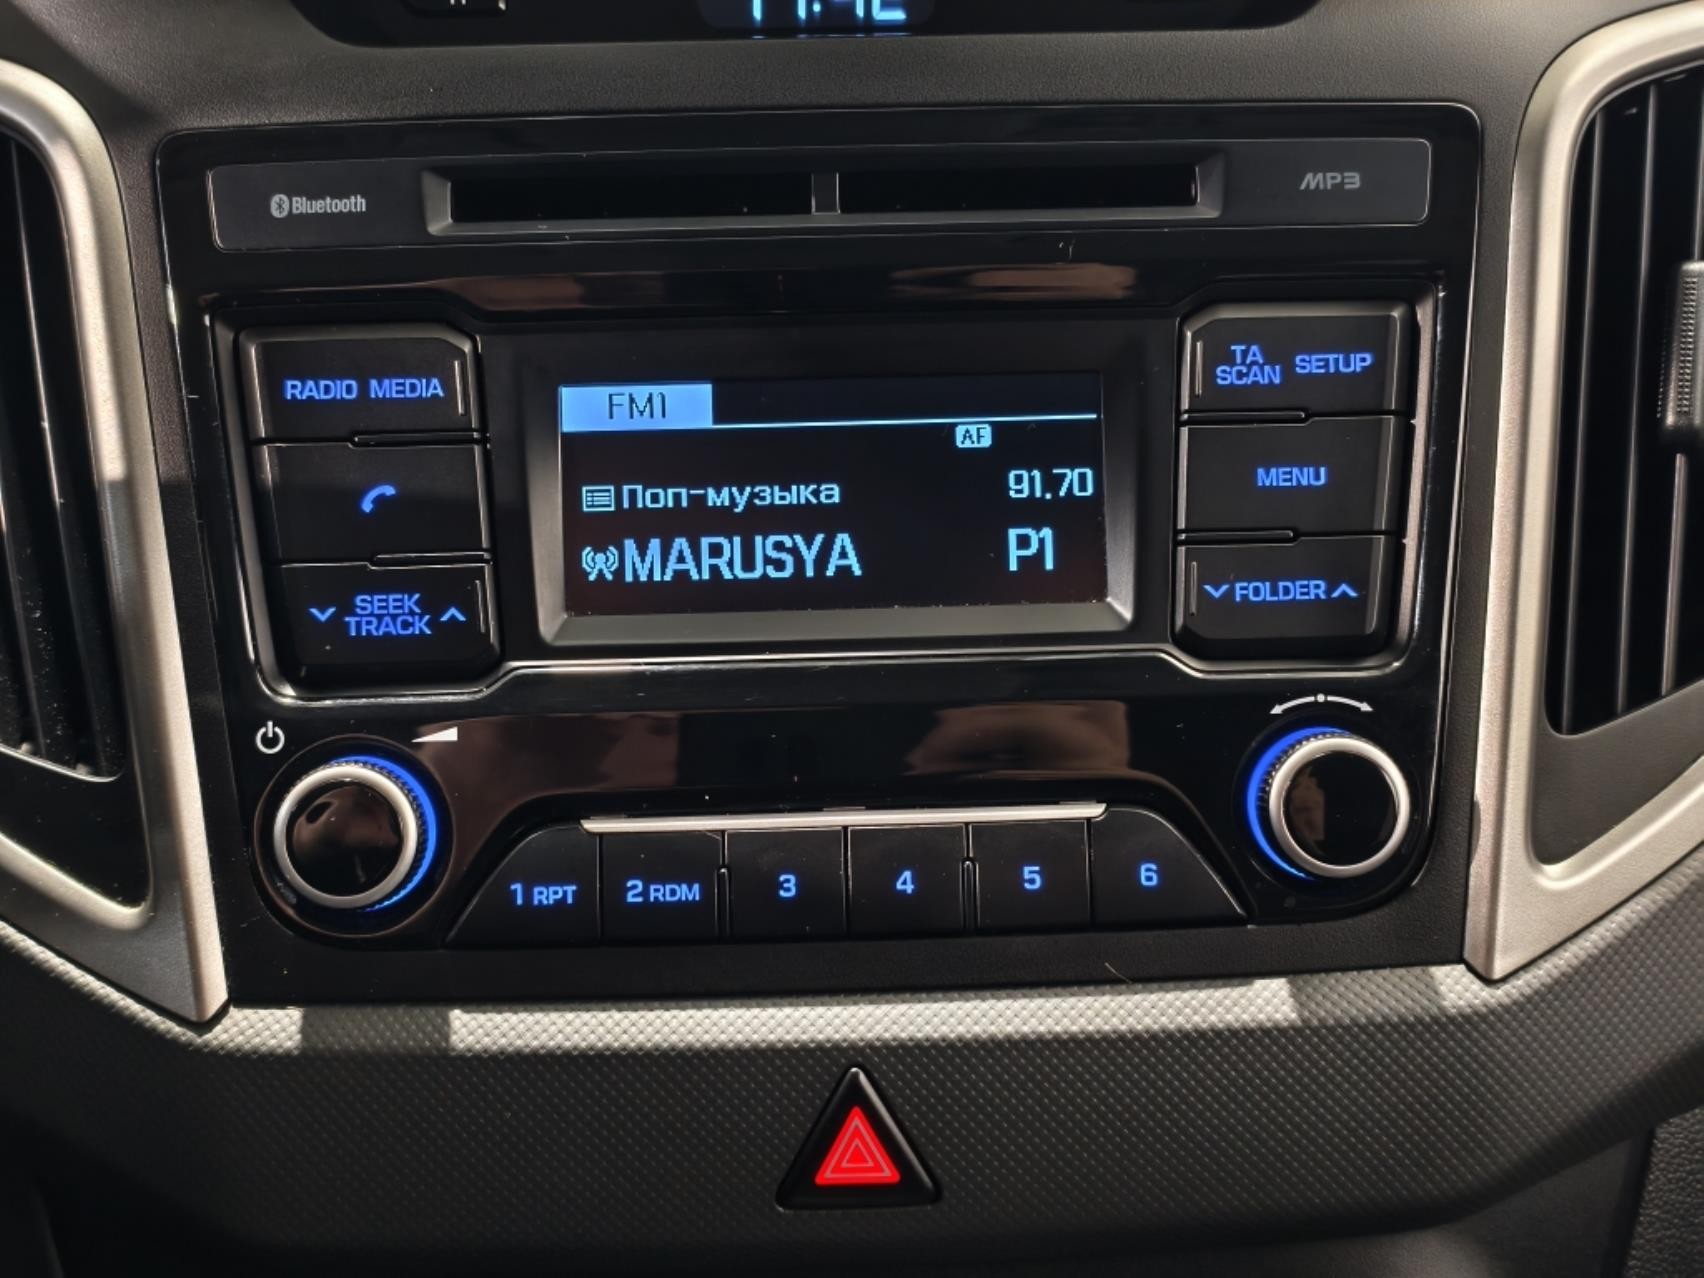 Bluetooth
MP3
RADIO MEDIA
SEEK
TRACK
FM1
AF
Поп-музыка 91.70
MARUSYA P1
TA
SCAN SETUP
MENU
FOLDER
1 RPT 2 RDM 3 4 5 6